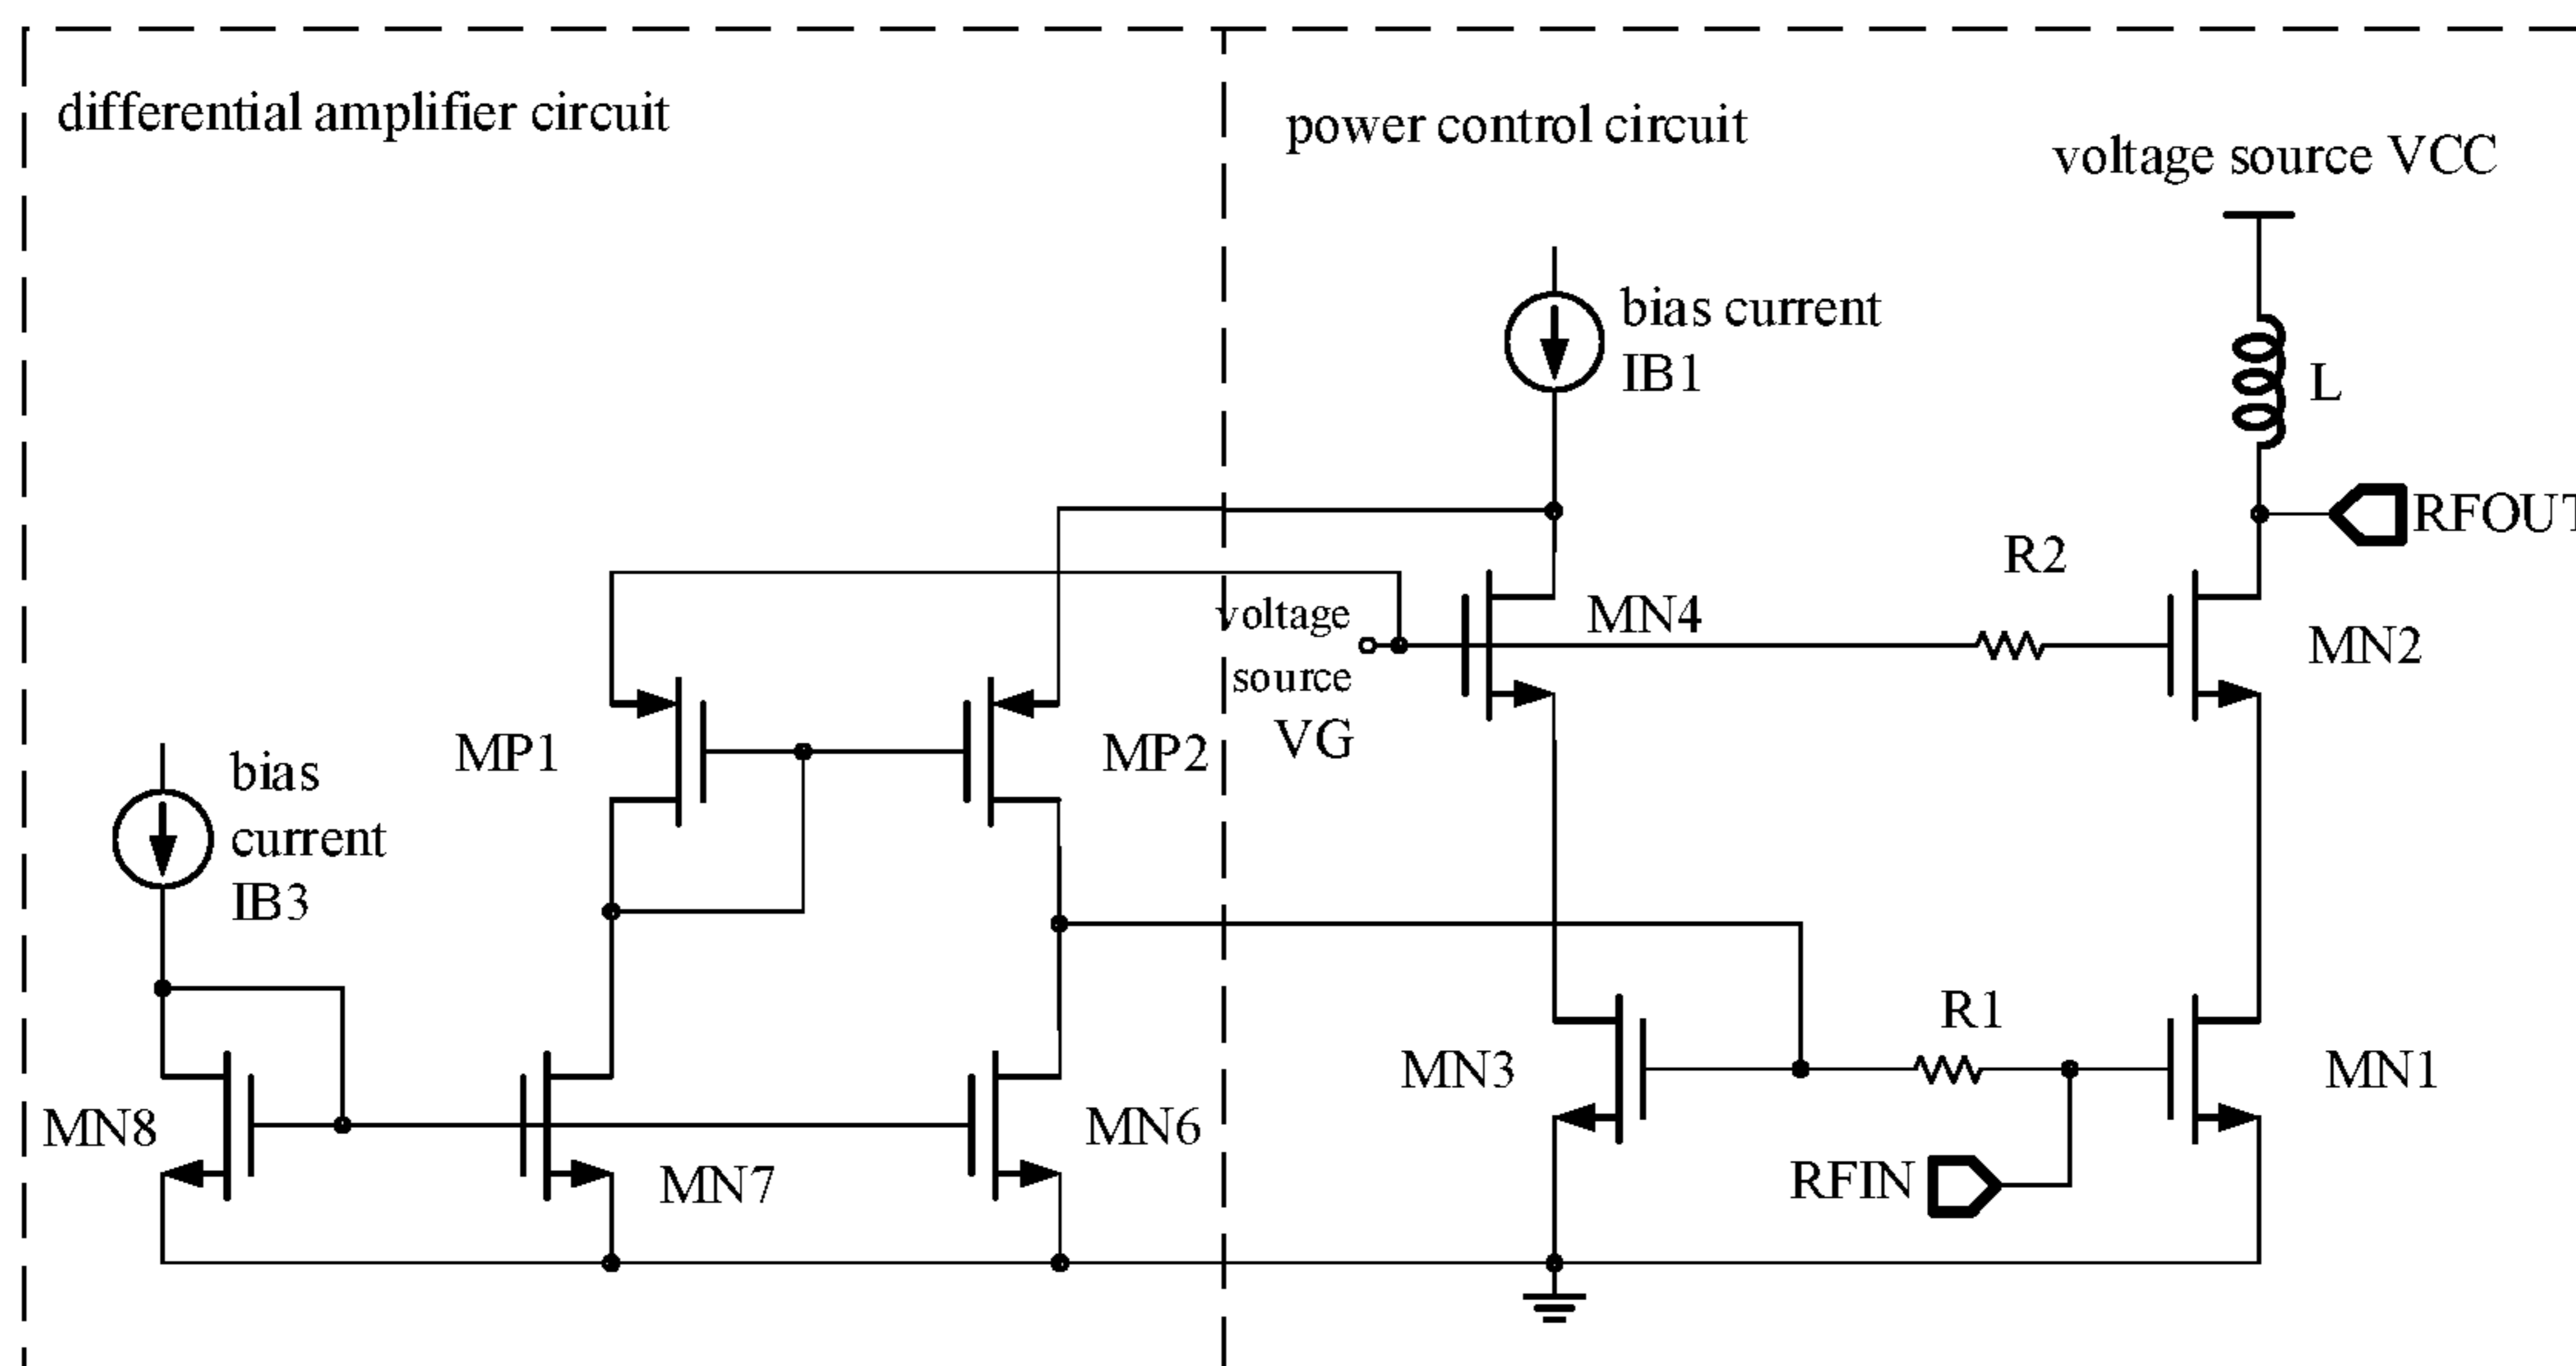 differential amplifier circuit
power control circuit
voltage source VCC
bias current
IB1
L
RFOUT
R2
voltage
source
VG
MN4
MN2
MP1
MP2
bias
current
IB3
R1
MN3
MN1
MN8
MN6
MN7
RFIN